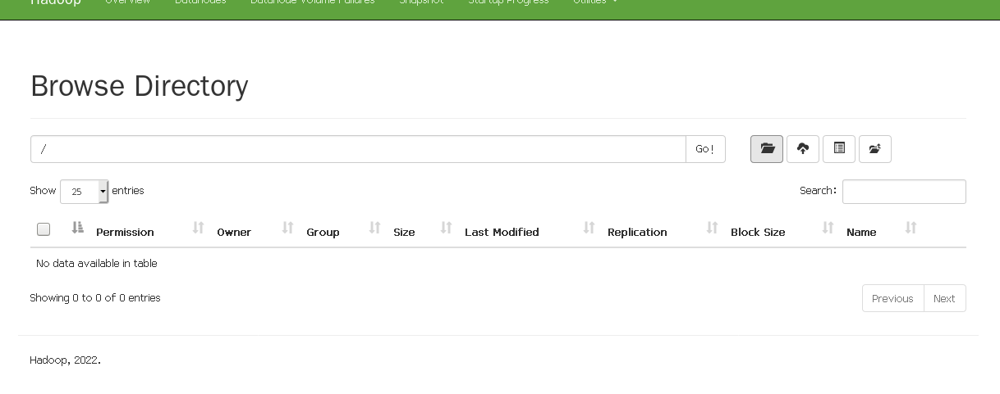 Hadoop Overview Datanodes Datanode Volume Failures Snapshot Startup Progress Utilities
Browse Directory
/ Go!
Show 25 entries Search:
Permission Owner Group Size Last Modified Replication Block Size Name
No data available in table
Showing 0 to 0 of 0 entries Previous Next
Hadoop, 2022.